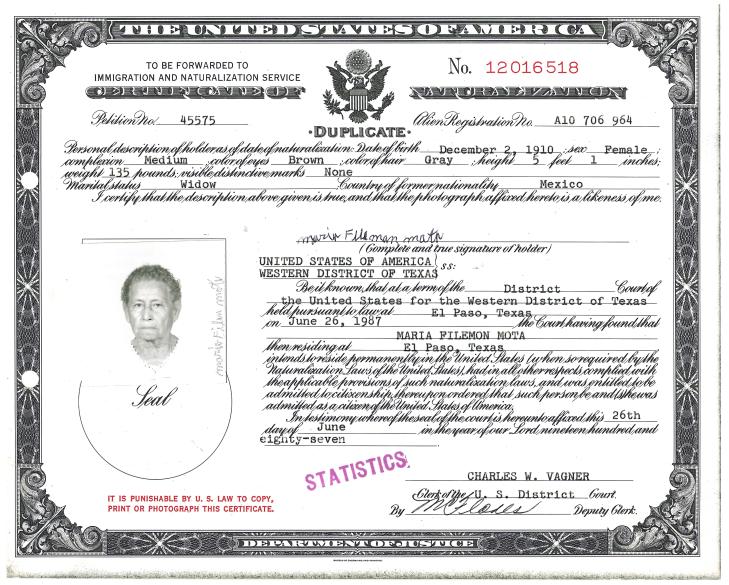 THE UNITED STATES OF AMERICA
TO BE FORWARDED TO
IMMIGRATION AND NATURALIZATION SERVICE
No. 12016518
CERTIFICATE OF NATURALIZATION
Petition No. 45575
Alien Registration No. A10 706 964
·DUPLICATE·
Personal description of holder as of date of naturalization: Date of birth December 2, 1910; sex Female;
complexion Medium color of eyes Brown color of hair Gray height 5 feet 1 inches;
weight 135 pounds; visible distinctive marks None
Marital status Widow Country of former nationality Mexico
I certify that the description above given is true, and that the photograph affixed hereto is a likeness of me.
maria Filemon mota
(Complete and true signature of holder)
UNITED STATES OF AMERICA
WESTERN DISTRICT OF TEXAS ss:
Be it known, that at a term of the District Court of
the United States for the Western District of Texas
held pursuant to law at El Paso, Texas
on June 26, 1987 the Court having found that
MARIA FILEMON MOTA
then residing at El Paso, Texas
intends to reside permanently in the United States (when so required by the
Naturalization Laws of the United States), had in all other respects complied with
the applicable provisions of such naturalization laws, and was entitled to be
admitted to citizenship, thereupon ordered that such person be and (s)he was
admitted as a citizen of the United States of America.
In testimony whereof the seal of the court is hereunto affixed this 26th
day of June in the year of our Lord nineteen hundred and
eighty-seven
Seal
STATISTICS
CHARLES W. VAGNER
Clerk of the U. S. District Court.
By Deputy Clerk.
IT IS PUNISHABLE BY U. S. LAW TO COPY,
PRINT OR PHOTOGRAPH THIS CERTIFICATE.
DEPARTMENT OF JUSTICE